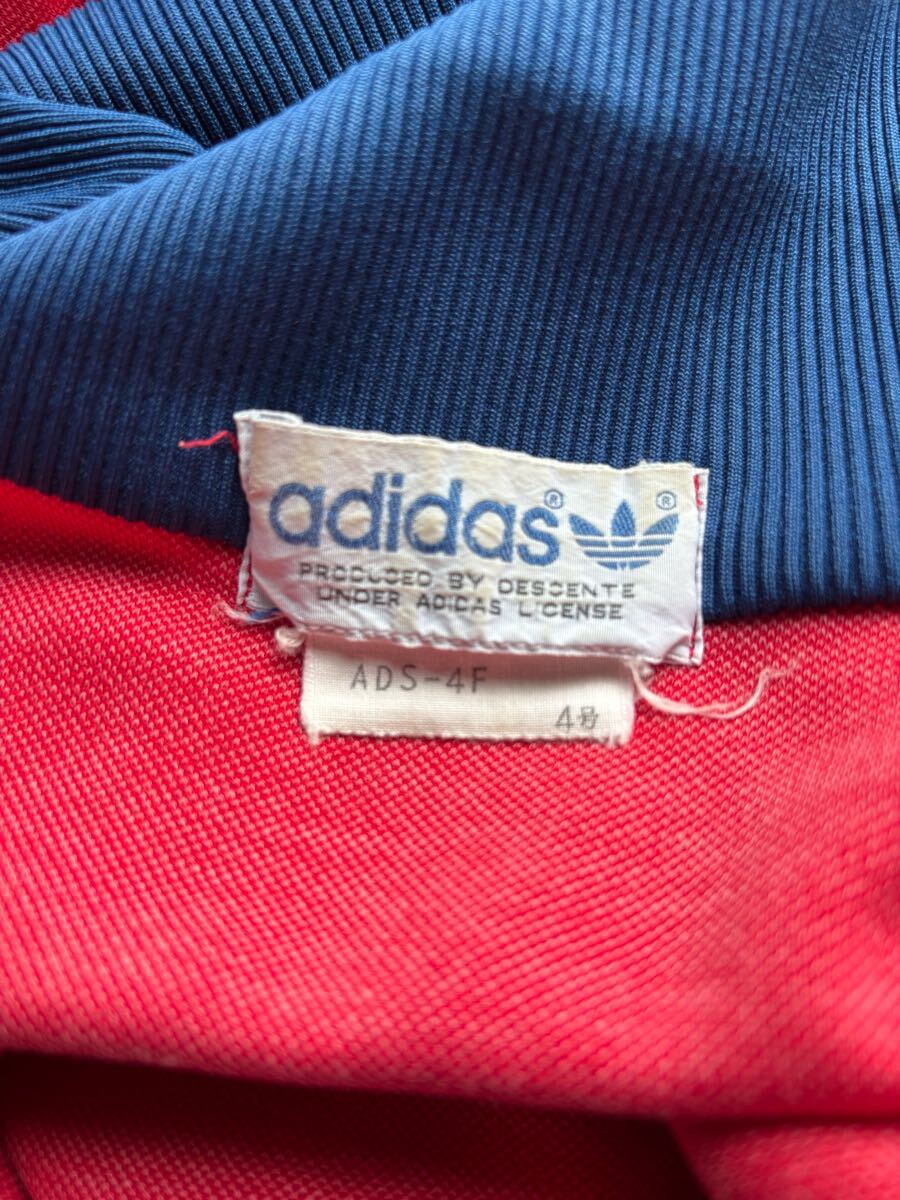 adidas®
®
PRODUCED BY DESCENTE
UNDER ADIDAS LICENSE
ADS-4F
4号